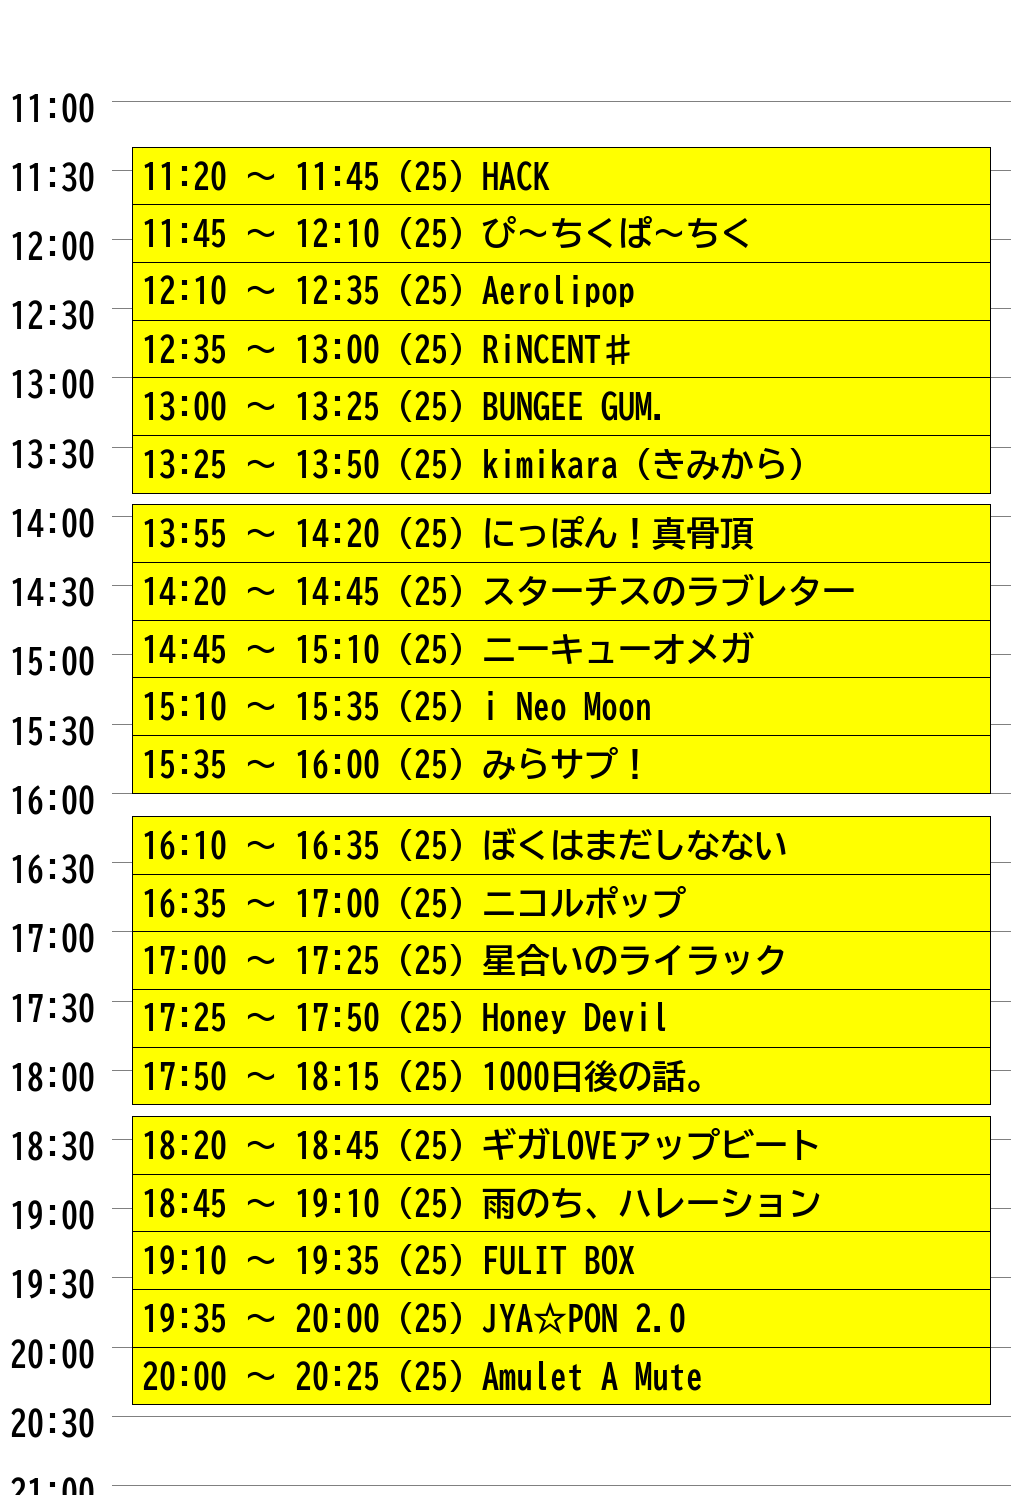 11:00
11:30
11:20 ～ 11:45（25）HACK
12:00
11:45 ～ 12:10（25）ぴ～ちくぱ～ちく
12:30
12:10 ～ 12:35（25）Aerolipop
13:00
12:35 ～ 13:00（25）RiNCENT♯
13:00 ～ 13:25（25）BUNGEE GUM.
13:30
13:25 ～ 13:50（25）kimikara（きみから）
14:00
13:55 ～ 14:20（25）にっぽん！真骨頂
14:30
14:20 ～ 14:45（25）スターチスのラブレター
15:00
14:45 ～ 15:10（25）ニーキューオメガ
15:30
15:10 ～ 15:35（25）i Neo Moon
15:35 ～ 16:00（25）みらサプ！
16:00
16:10 ～ 16:35（25）ぼくはまだしなない
16:30
16:35 ～ 17:00（25）ニコルポップ
17:00
17:00 ～ 17:25（25）星合いのライラック
17:30
17:25 ～ 17:50（25）Honey Devil
18:00
17:50 ～ 18:15（25）1000日後の話。
18:30
18:20 ～ 18:45（25）ギガLOVEアップビート
19:00
18:45 ～ 19:10（25）雨のち、ハレーション
19:30
19:10 ～ 19:35（25）FULIT BOX
20:00
19:35 ～ 20:00（25）JYA☆PON 2.0
20:00 ～ 20:25（25）Amulet A Mute
20:30
21:00